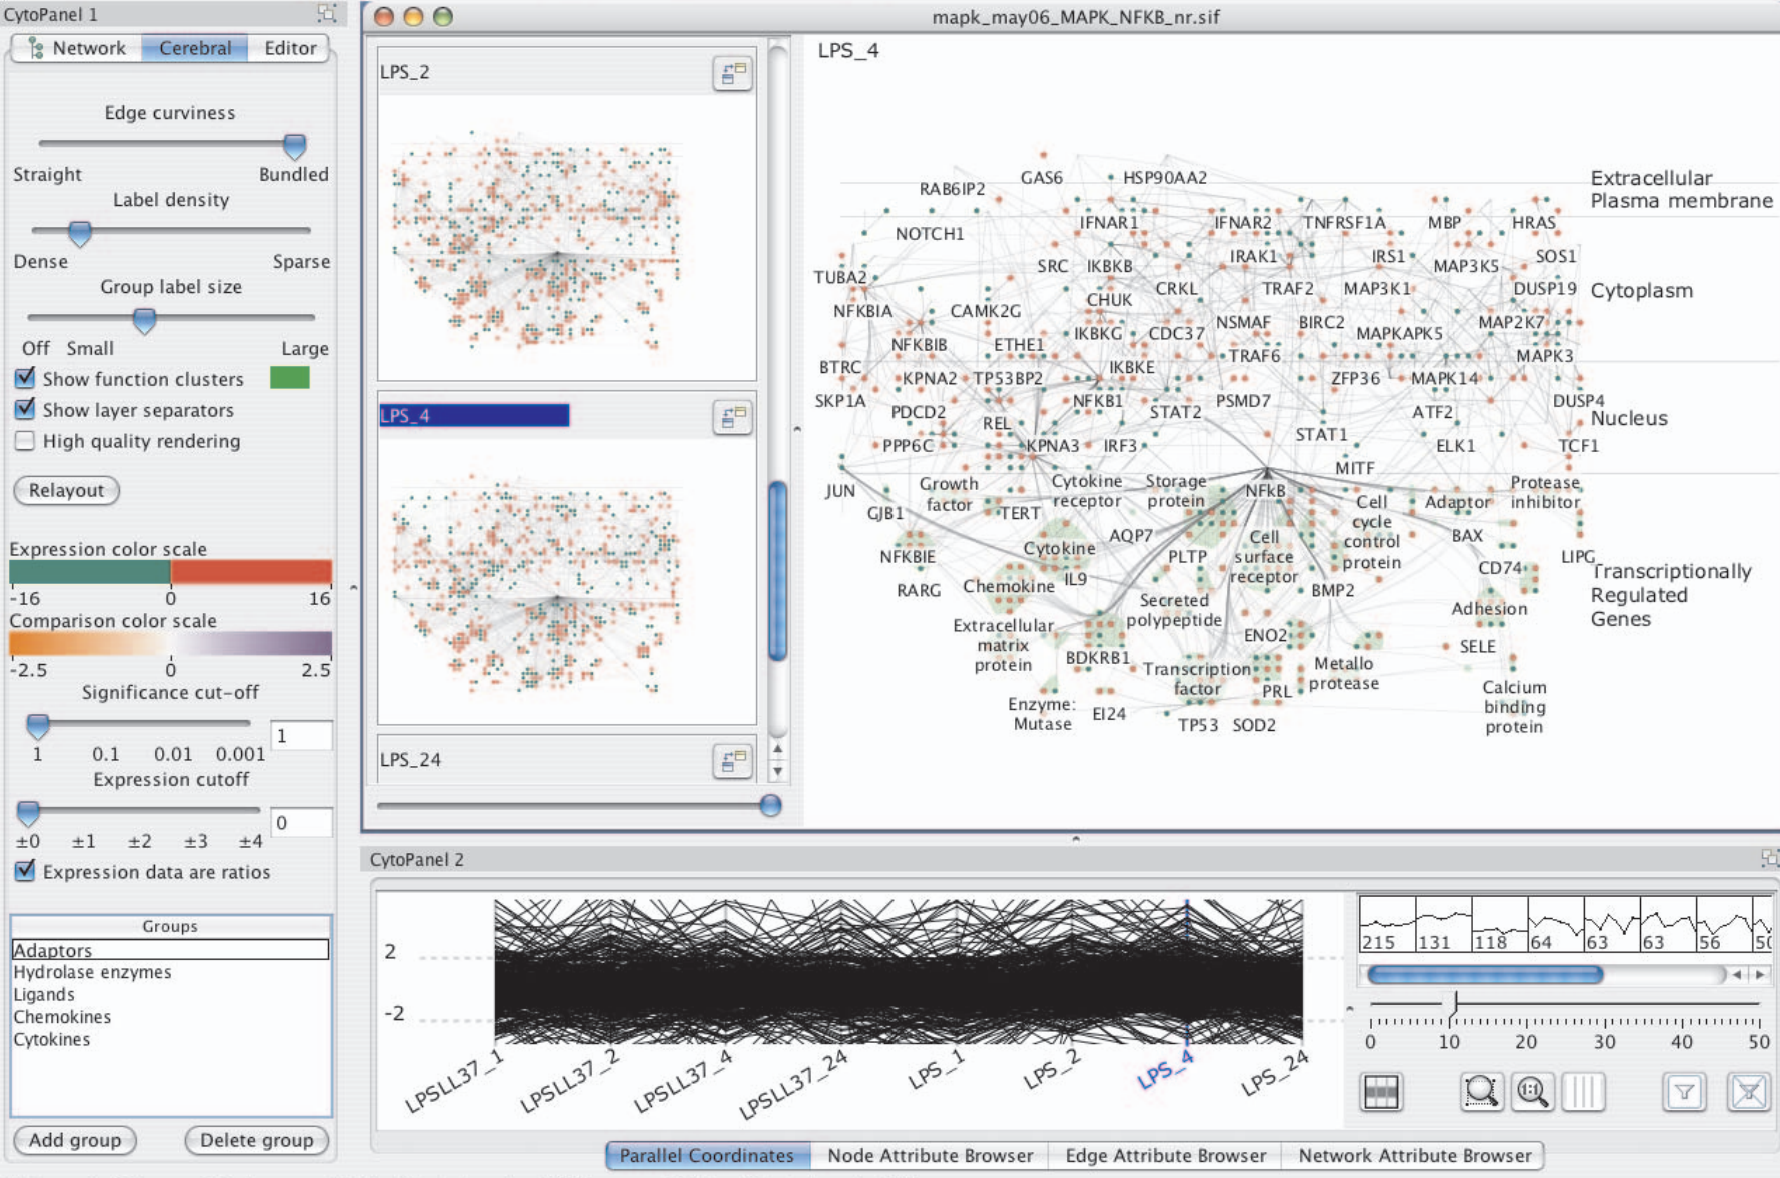 CytoPanel 1
Network Cerebral Editor
Edge curviness
Straight Bundled
Label density
Dense Sparse
Group label size
Off Small Large
Show function clusters
Show layer separators
High quality rendering
Relayout
Expression color scale
-16 0 16
Comparison color scale
-2.5 0 2.5
Significance cut-off
1
1 0.1 0.01 0.001
Expression cutoff
0
±0 ±1 ±2 ±3 ±4
Expression data are ratios
Groups
Adaptors
Hydrolase enzymes
Ligands
Chemokines
Cytokines
Add group Delete group
mapk_may06_MAPK_NFKB_nr.sif
LPS_2
LPS_4
LPS_24
LPS_4
GAS6 HSP90AA2 Extracellular
RAB6IP2 Plasma membrane
NOTCH1 IFNAR1 IFNAR2 TNFRSF1A MBP HRAS
SRC IKBKB IRAK1 IRS1 MAP3K5 SOS1
TUBA2 CRKL TRAF2 MAP3K1 DUSP19 Cytoplasm
NFKBIA CAMK2G CHUK
NSMAF BIRC2 MAPKAPK5 MAP2K7
NFKBIB ETHE1 IKBKG CDC37
BTRC TRAF6 MAPK3
KPNA2 TP53BP2 IKBKE ZFP36 MAPK14
SKP1A NFKB1 PSMD7 DUSP4
PDCD2 REL STAT2 ATF2 Nucleus
STAT1
PPP6C KPNA3 IRF3 ELK1 TCF1
MITF
JUN Growth factor Cytokine receptor Storage protein NFkB Cell cycle control protein Adaptor Protease inhibitor
GJB1 TERT
AQP7 BAX
NFKBIE Cytokine PLTP Cell surface receptor LIPG
CD74 Transcriptionally
RARG Chemokine IL9 BMP2 Regulated
Secreted polypeptide Adhesion Genes
Extracellular matrix protein ENO2
BDKRB1 SELE
Transcription factor Metallo protease
PRL Calcium binding protein
Enzyme: Mutase EI24
TP53 SOD2
CytoPanel 2
2
-2
LPSLL37_1 LPSLL37_2 LPSLL37_4 LPSLL37_24 LPS_1 LPS_2 LPS_4 LPS_24
215 131 118 64 63 63 56 50
0 10 20 30 40 50
1:1
Parallel Coordinates Node Attribute Browser Edge Attribute Browser Network Attribute Browser